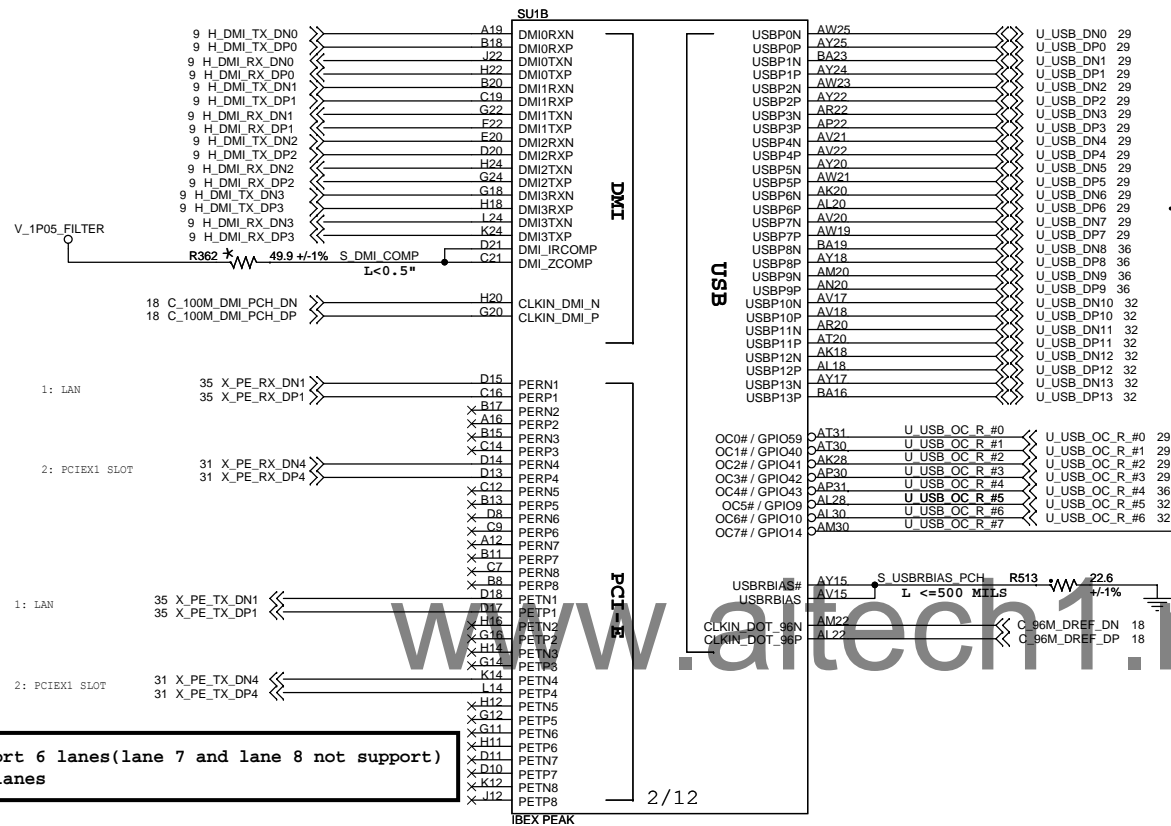 SU1B
9 H_DMI_TX_DN0 A19 DMI0RXN
9 H_DMI_TX_DP0 B18 DMI0RXP
9 H_DMI_RX_DN0 J22 DMI0TXN
9 H_DMI_RX_DP0 H22 DMI0TXP
9 H_DMI_TX_DN1 B20 DMI1RXN
9 H_DMI_TX_DP1 C19 DMI1RXP
9 H_DMI_RX_DN1 G22 DMI1TXN
9 H_DMI_RX_DP1 F22 DMI1TXP
9 H_DMI_TX_DN2 E20 DMI2RXN
9 H_DMI_TX_DP2 D20 DMI2RXP
9 H_DMI_RX_DN2 H24 DMI2TXN
9 H_DMI_RX_DP2 G24 DMI2TXP
9 H_DMI_TX_DN3 G18 DMI3RXN
9 H_DMI_TX_DP3 H18 DMI3RXP
9 H_DMI_RX_DN3 L24 DMI3TXN
9 H_DMI_RX_DP3 K24 DMI3TXP
D21 DMI_IRCOMP
V_1P05_FILTER
R362 * 49.9 +/-1% S_DMI_COMP C21 DMI_ZCOMP
L<0.5"
18 C_100M_DMI_PCH_DN H20 CLKIN_DMI_N
18 C_100M_DMI_PCH_DP G20 CLKIN_DMI_P
DMI
1: LAN
35 X_PE_RX_DN1 D15 PERN1
35 X_PE_RX_DP1 C16 PERP1
B17 PERN2
A16 PERP2
B15 PERN3
C14 PERP3
2: PCIEX1 SLOT
31 X_PE_RX_DN4 D14 PERN4
31 X_PE_RX_DP4 D13 PERP4
C12 PERN5
B13 PERP5
D8 PERN6
C9 PERP6
A12 PERN7
B11 PERP7
C7 PERN8
B8 PERP8
1: LAN
35 X_PE_TX_DN1 D18 PETN1
35 X_PE_TX_DP1 D17 PETP1
H16 PETN2
G16 PETP2
H14 PETN3
G14 PETP3
2: PCIEX1 SLOT
31 X_PE_TX_DN4 K14 PETN4
31 X_PE_TX_DP4 L14 PETP4
H12 PETN5
G12 PETP5
G11 PETN6
H11 PETP6
D11 PETN7
D10 PETP7
K12 PETN8
J12 PETP8
PCI-E
ort 6 lanes(lane 7 and lane 8 not support)
lanes
2/12
IBEX PEAK
USB
USBP0N AW25 U_USB_DN0 29
USBP0P AY25 U_USB_DP0 29
USBP1N BA23 U_USB_DN1 29
USBP1P AY24 U_USB_DP1 29
USBP2N AW23 U_USB_DN2 29
USBP2P AY22 U_USB_DP2 29
USBP3N AR22 U_USB_DN3 29
USBP3P AP22 U_USB_DP3 29
USBP4N AV21 U_USB_DN4 29
USBP4P AV22 U_USB_DP4 29
USBP5N AY20 U_USB_DN5 29
USBP5P AW21 U_USB_DP5 29
USBP6N AK20 U_USB_DN6 29
USBP6P AL20 U_USB_DP6 29
USBP7N AV20 U_USB_DN7 29
USBP7P AW19 U_USB_DP7 29
USBP8N BA19 U_USB_DN8 36
USBP8P AY18 U_USB_DP8 36
USBP9N AM20 U_USB_DN9 36
USBP9P AN20 U_USB_DP9 36
USBP10N AV17 U_USB_DN10 32
USBP10P AV18 U_USB_DP10 32
USBP11N AR20 U_USB_DN11 32
USBP11P AT20 U_USB_DP11 32
USBP12N AK18 U_USB_DN12 32
USBP12P AL18 U_USB_DP12 32
USBP13N AY17 U_USB_DN13 32
USBP13P BA16 U_USB_DP13 32
OC0# / GPIO59 AT31 U_USB_OC_R_#0 U_USB_OC_R_#0 29
OC1# / GPIO40 AT30 U_USB_OC_R_#1 U_USB_OC_R_#1 29
OC2# / GPIO41 AK28 U_USB_OC_R_#2 U_USB_OC_R_#2 29
OC3# / GPIO42 AP30 U_USB_OC_R_#3 U_USB_OC_R_#3 29
OC4# / GPIO43 AP31 U_USB_OC_R_#4 U_USB_OC_R_#4 36
OC5# / GPIO9 AL28 U_USB_OC_R_#5 U_USB_OC_R_#5 32
OC6# / GPIO10 AL30 U_USB_OC_R_#6 U_USB_OC_R_#6 32
OC7# / GPIO14 AM30 U_USB_OC_R_#7
USBRBIAS# AY15 S_USBRBIAS_PCH R513 22.6
USBRBIAS AV15 L <=500 MILS +/-1%
CLKIN_DOT_96N AM22 C_96M_DREF_DN 18
CLKIN_DOT_96P AL22 C_96M_DREF_DP 18
www.aitech1.r